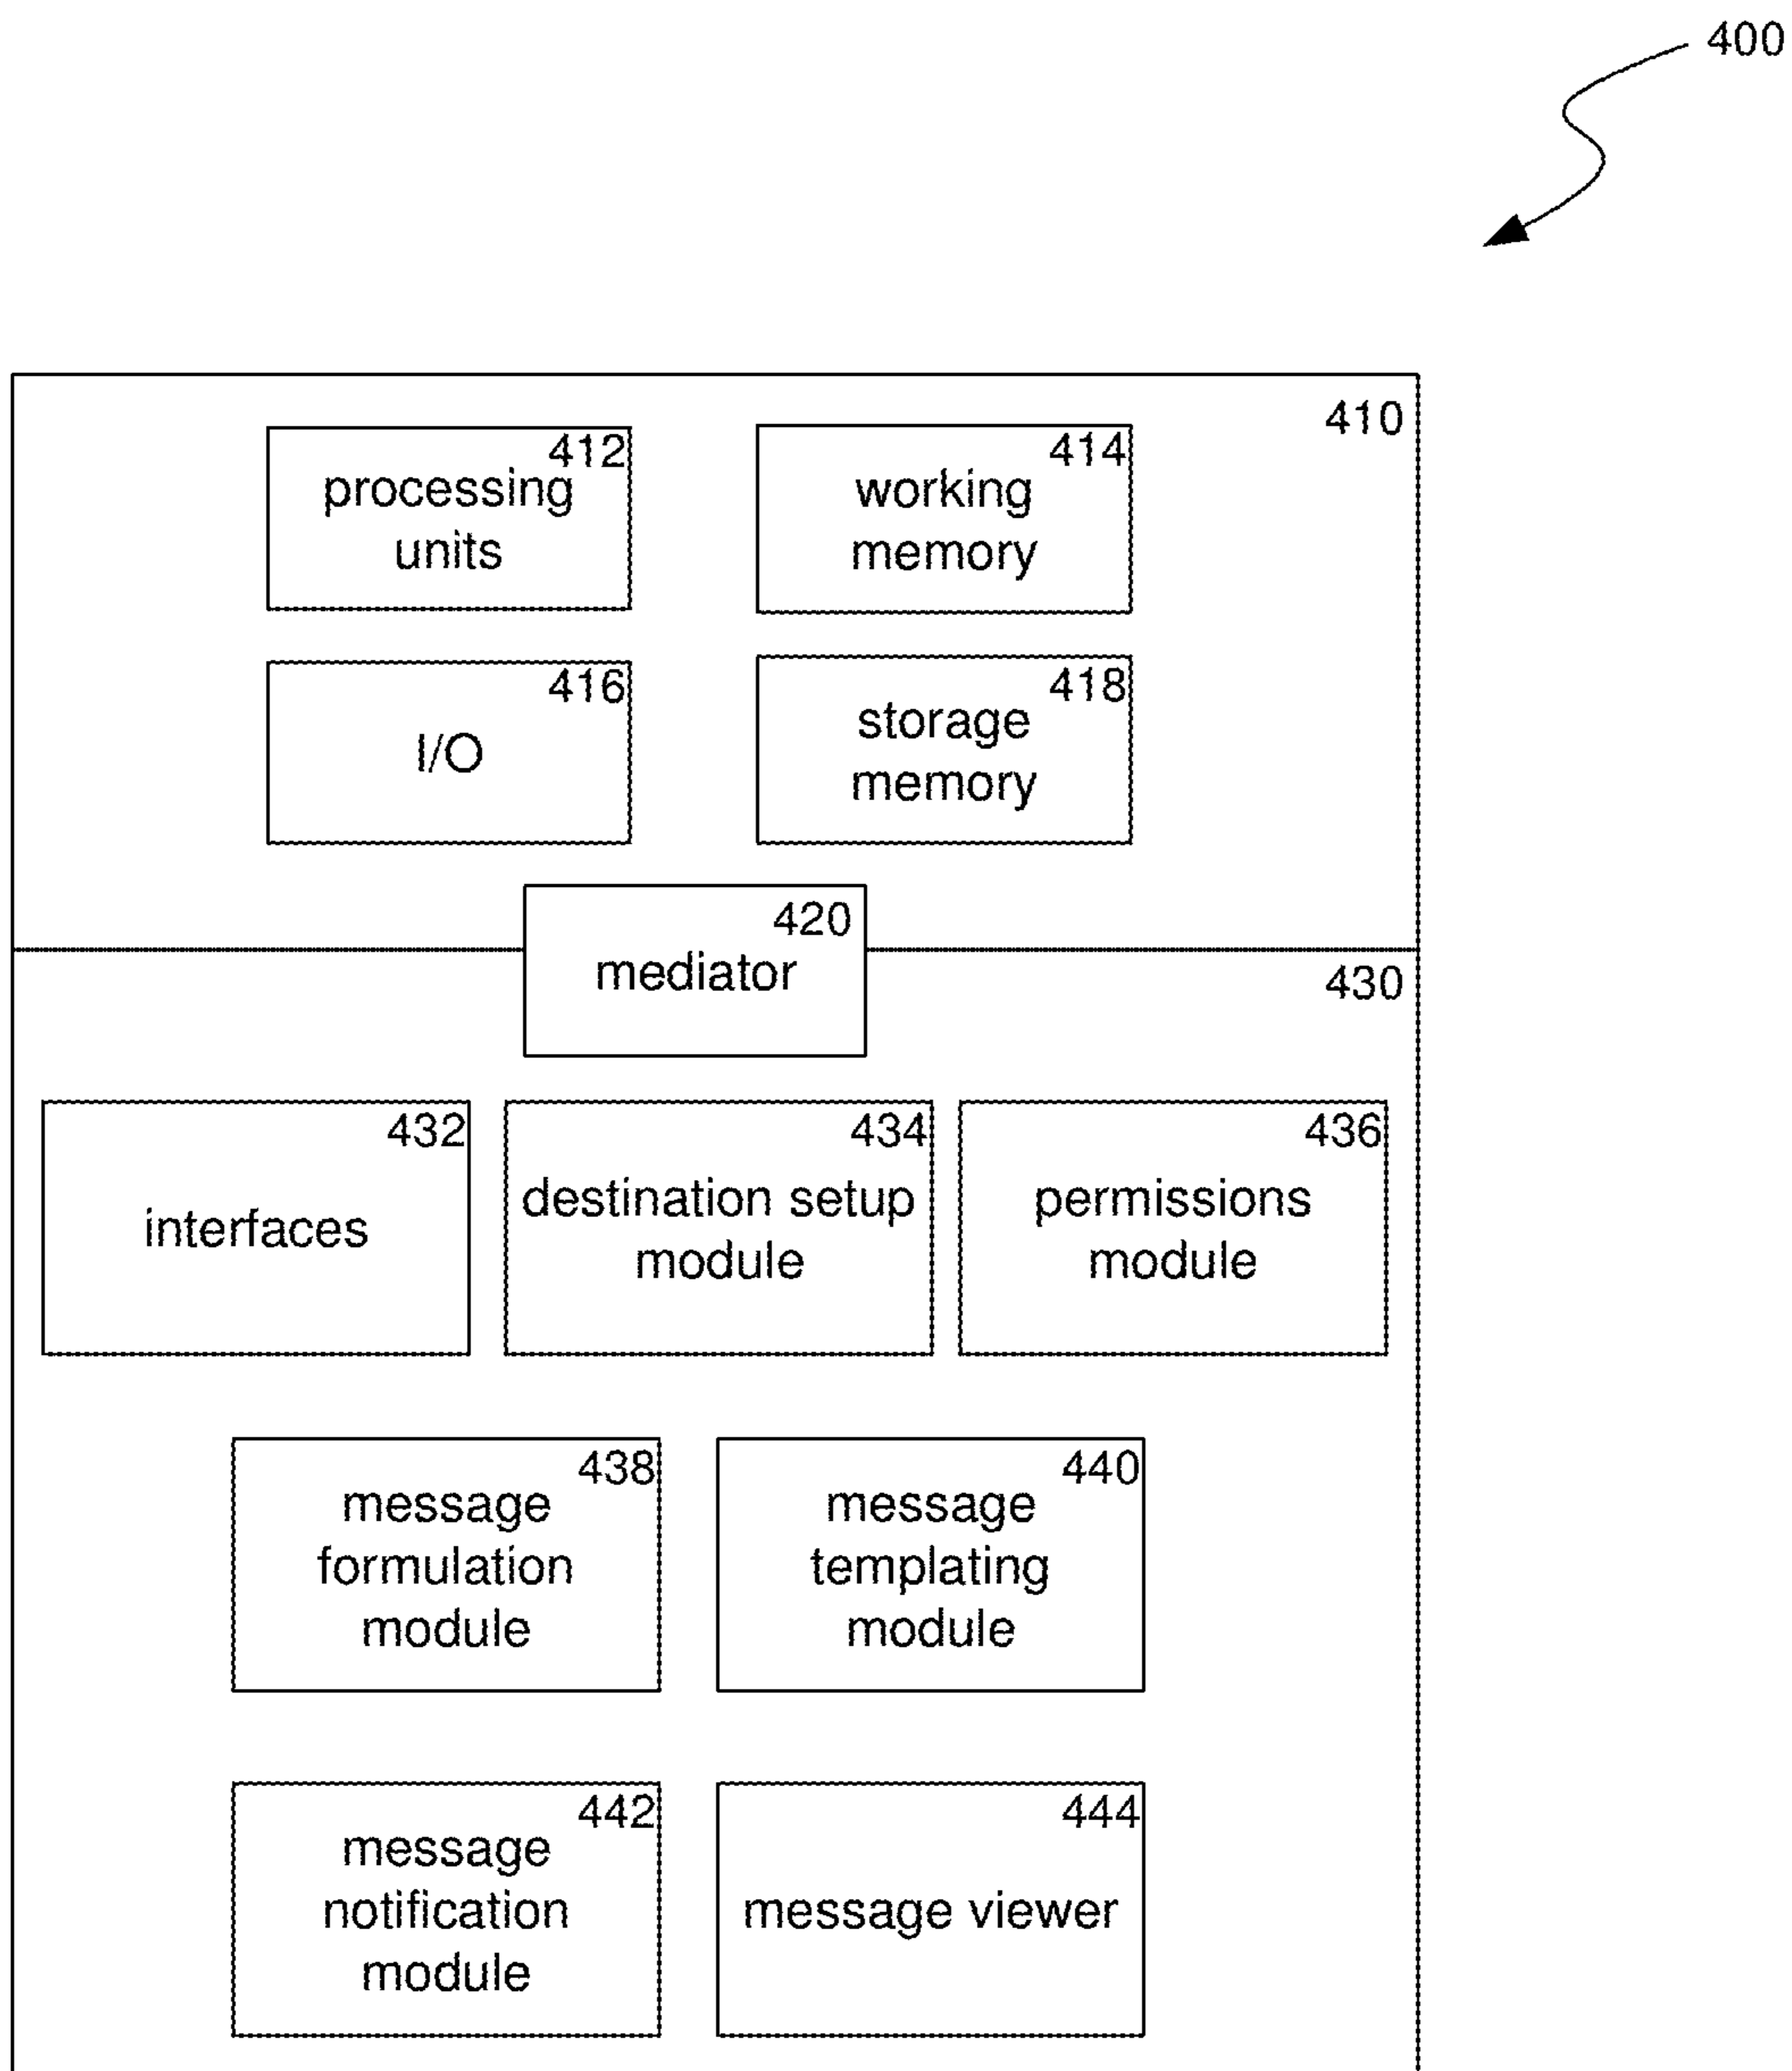 400
410
412
processing
units
414
working
memory
416
I/O
418
storage
memory
420
mediator
430
432
interfaces
434
destination setup
module
436
permissions
module
438
message
formulation
module
440
message
templating
module
442
message
notification
module
444
message viewer